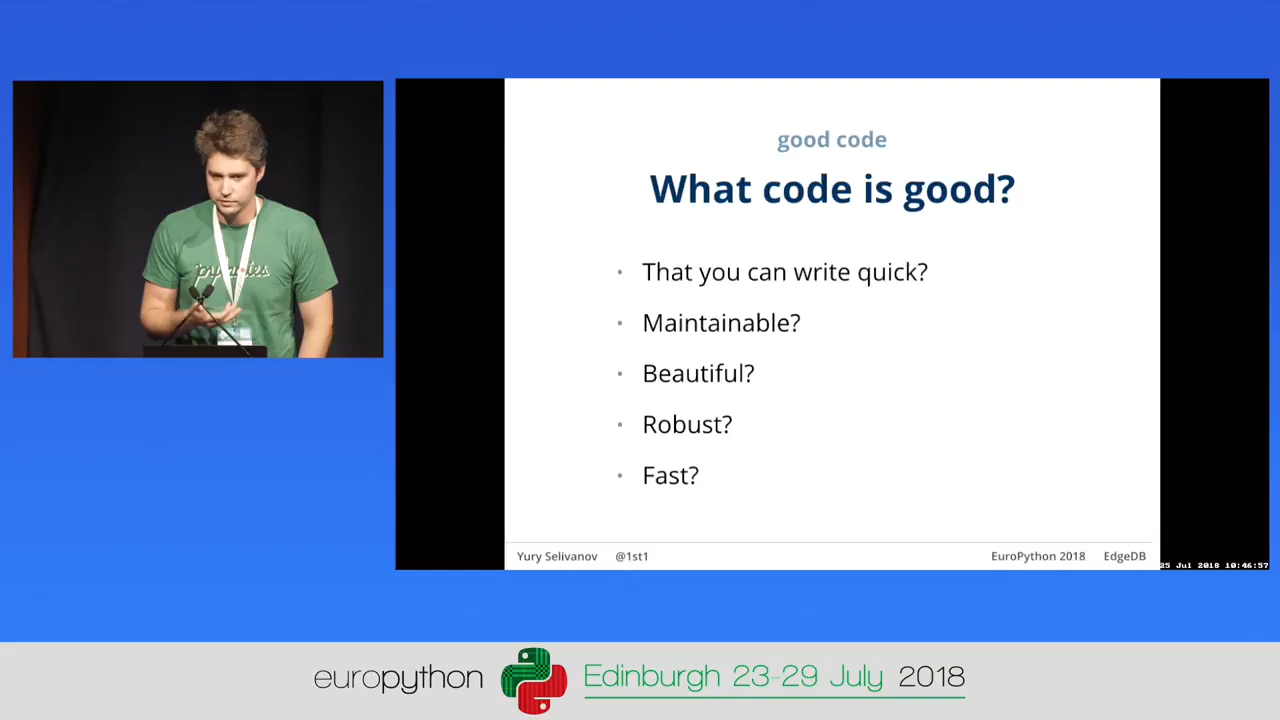 good code
What code is good?
• That you can write quick?
• Maintainable?
• Beautiful?
• Robust?
• Fast?
Yury Selivanov @1st1 EuroPython 2018 EdgeDB
25 Jul 2018 10:46:57
europython Edinburgh 23-29 July 2018